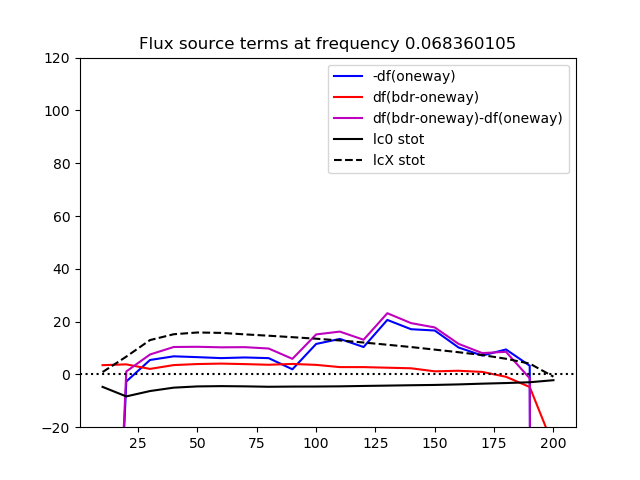 Flux source terms at frequency 0.068360105
120
100
80
60
40
20
0
−20
-df(oneway)
df(bdr-oneway)
df(bdr-oneway)-df(oneway)
lc0 stot
lcX stot
25 50 75 100 125 150 175 200